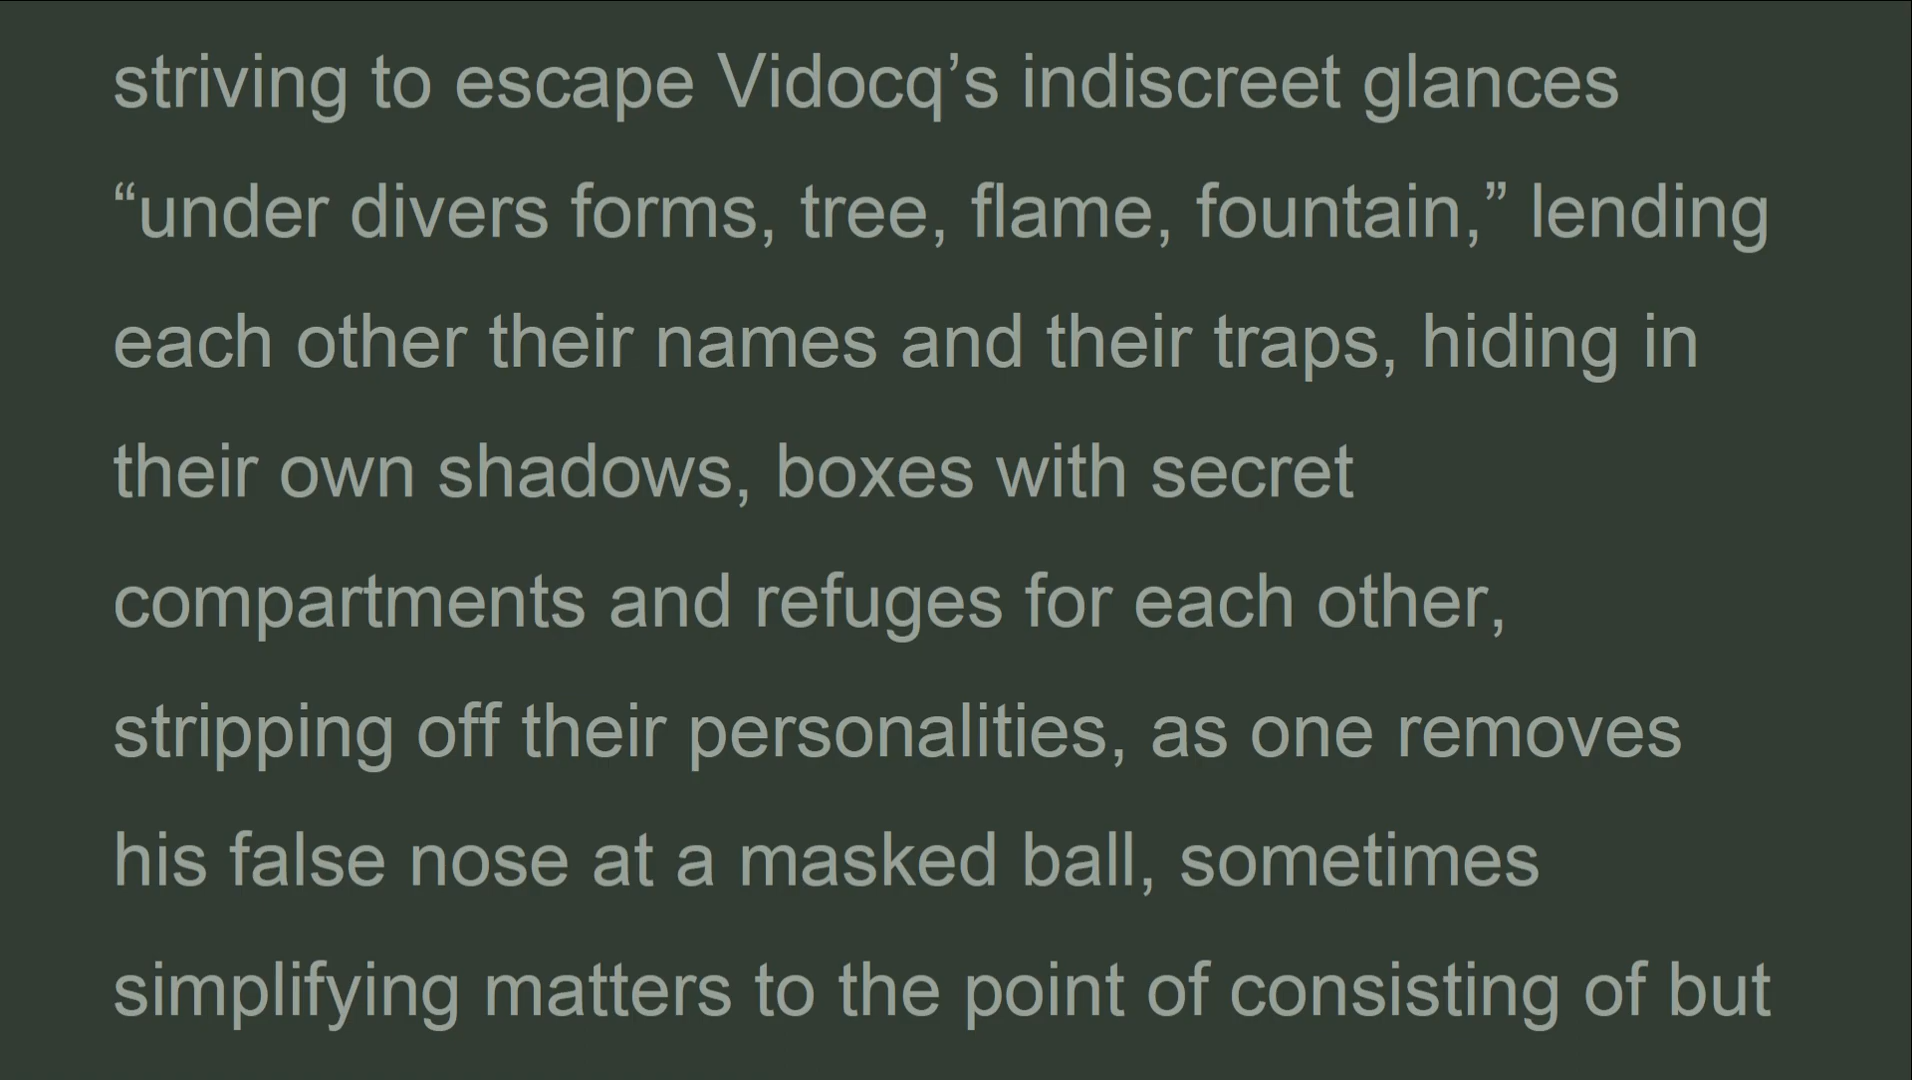 striving to escape Vidocq’s indiscreet glances
“under divers forms, tree, flame, fountain,” lending
each other their names and their traps, hiding in
their own shadows, boxes with secret
compartments and refuges for each other,
stripping off their personalities, as one removes
his false nose at a masked ball, sometimes
simplifying matters to the point of consisting of but